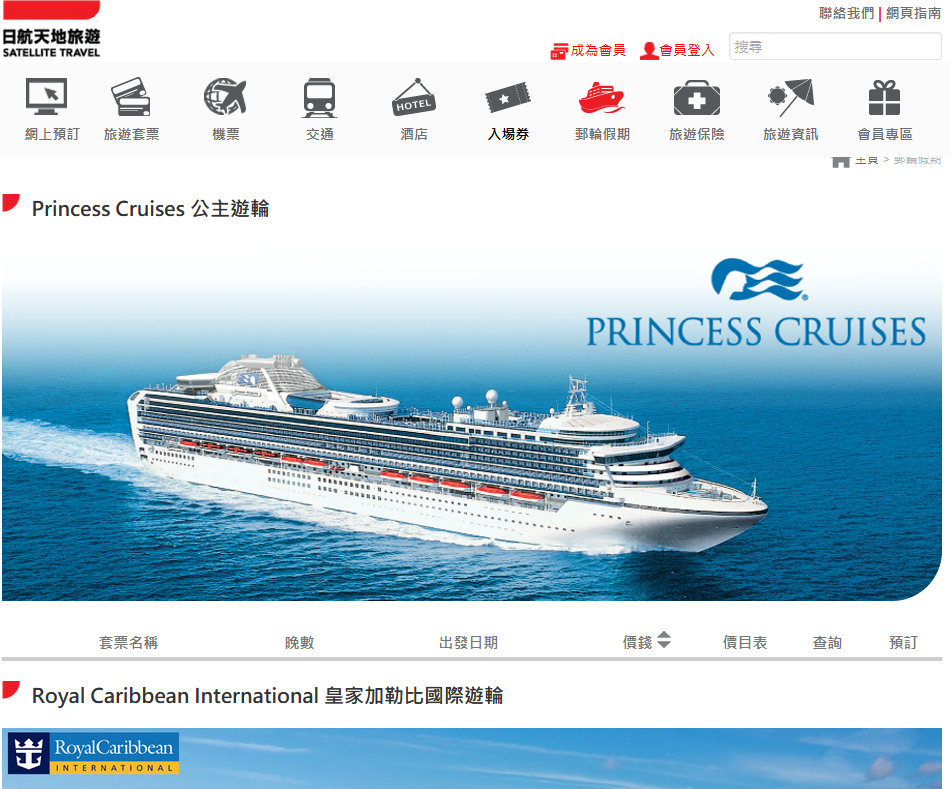 聯絡我們 | 網頁指南
日航天地旅遊
SATELLITE TRAVEL
成為會員 會員登入 搜尋
HOTEL
網上預訂 旅遊套票 機票 交通 酒店 入場券 郵輪假期 旅遊保險 旅遊資訊 會員專區
主頁 > 郵輪假期
Princess Cruises 公主遊輪
PRINCESS CRUISES
套票名稱 晚數 出發日期 價錢 價目表 查詢 預訂
Royal Caribbean International 皇家加勒比國際遊輪
RoyalCaribbean
INTERNATIONAL